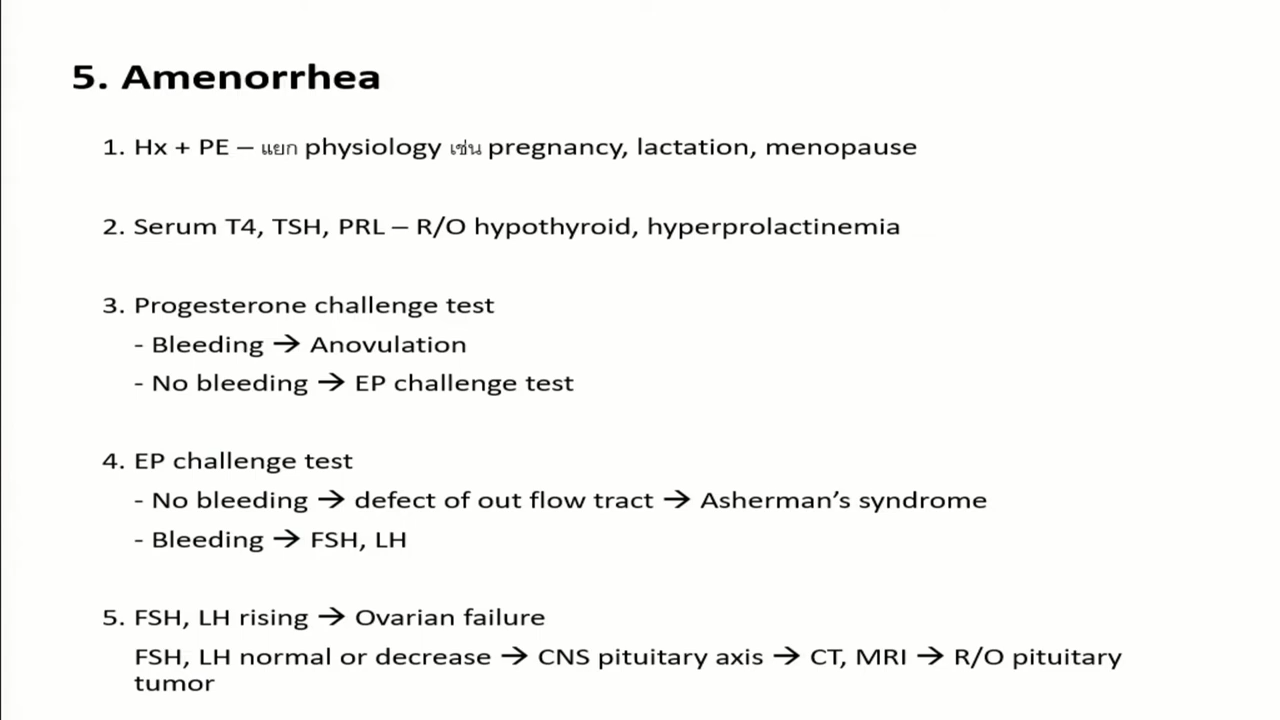 5. Amenorrhea
1. Hx + PE – แยก physiology เช่น pregnancy, lactation, menopause
2. Serum T4, TSH, PRL – R/O hypothyroid, hyperprolactinemia
3. Progesterone challenge test
- Bleeding → Anovulation
- No bleeding → EP challenge test
4. EP challenge test
- No bleeding → defect of out flow tract → Asherman’s syndrome
- Bleeding → FSH, LH
5. FSH, LH rising → Ovarian failure
FSH, LH normal or decrease → CNS pituitary axis → CT, MRI → R/O pituitary
tumor